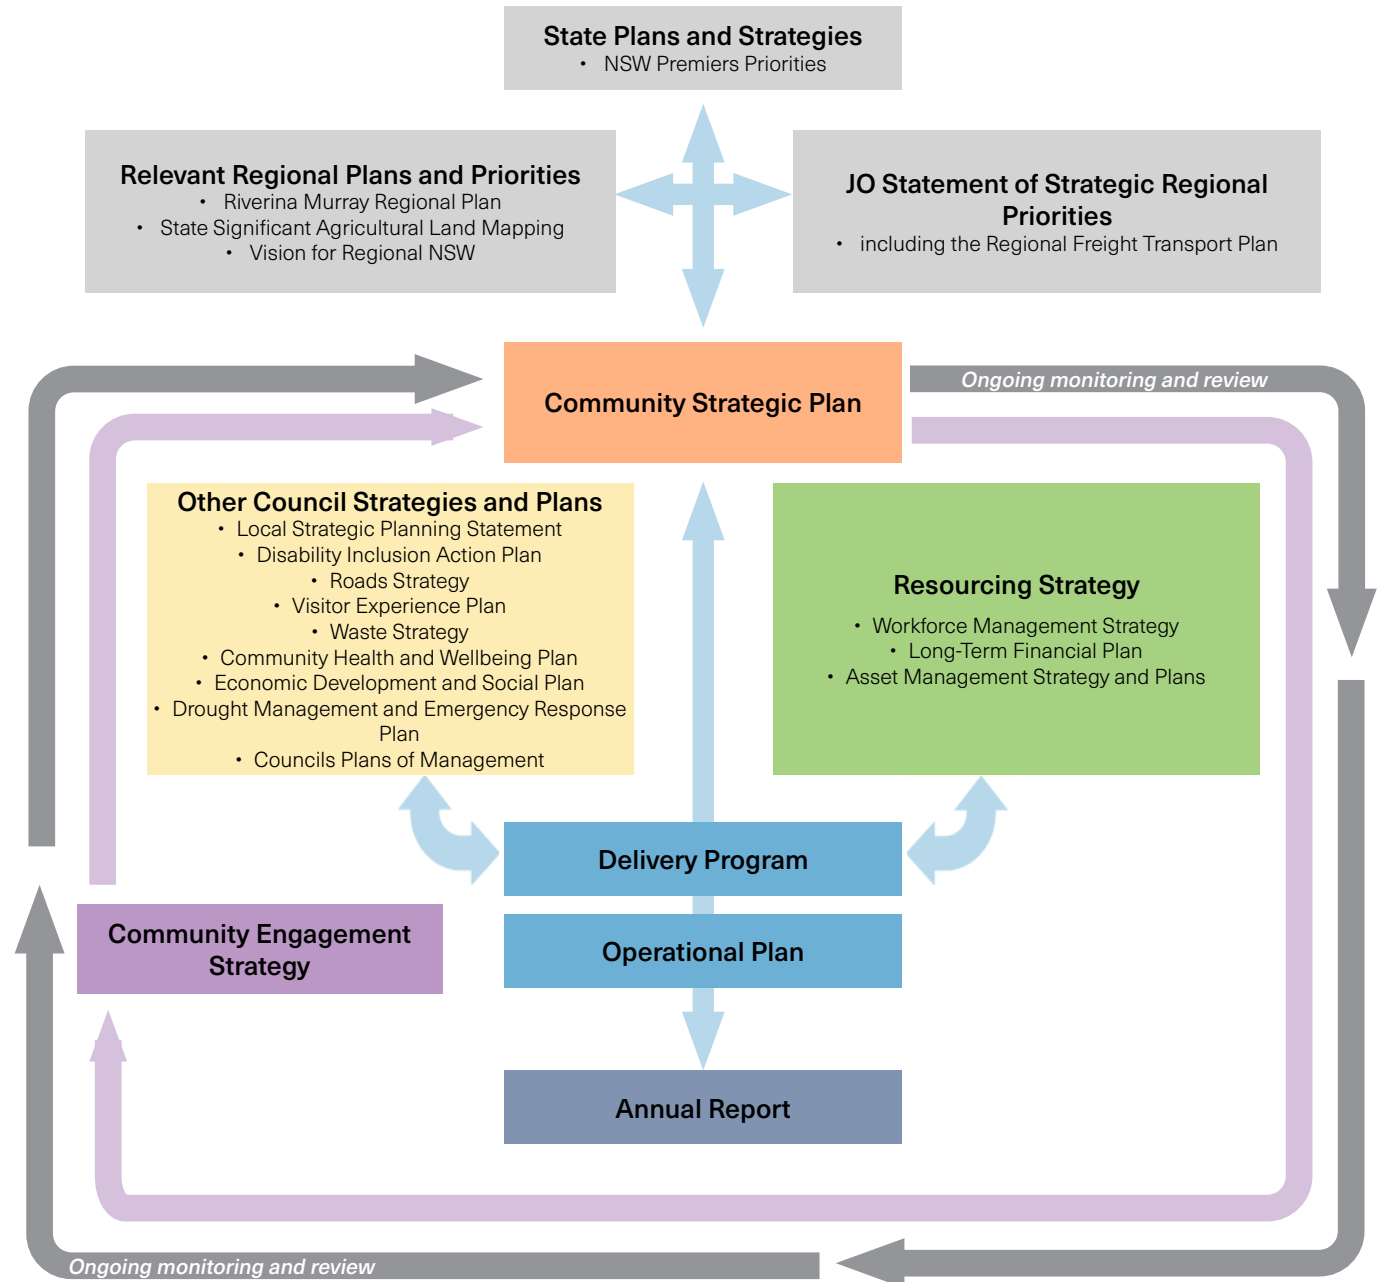 State Plans and Strategies
• NSW Premiers Priorities
Relevant Regional Plans and Priorities
• Riverina Murray Regional Plan
• State Significant Agricultural Land Mapping
• Vision for Regional NSW
JO Statement of Strategic Regional
Priorities
• including the Regional Freight Transport Plan
Community Strategic Plan
Ongoing monitoring and review
Other Council Strategies and Plans
• Local Strategic Planning Statement
• Disability Inclusion Action Plan
• Roads Strategy
• Visitor Experience Plan
• Waste Strategy
• Community Health and Wellbeing Plan
• Economic Development and Social Plan
• Drought Management and Emergency Response
Plan
• Councils Plans of Management
Resourcing Strategy
• Workforce Management Strategy
• Long-Term Financial Plan
• Asset Management Strategy and Plans
Delivery Program
Community Engagement
Strategy
Operational Plan
Annual Report
Ongoing monitoring and review